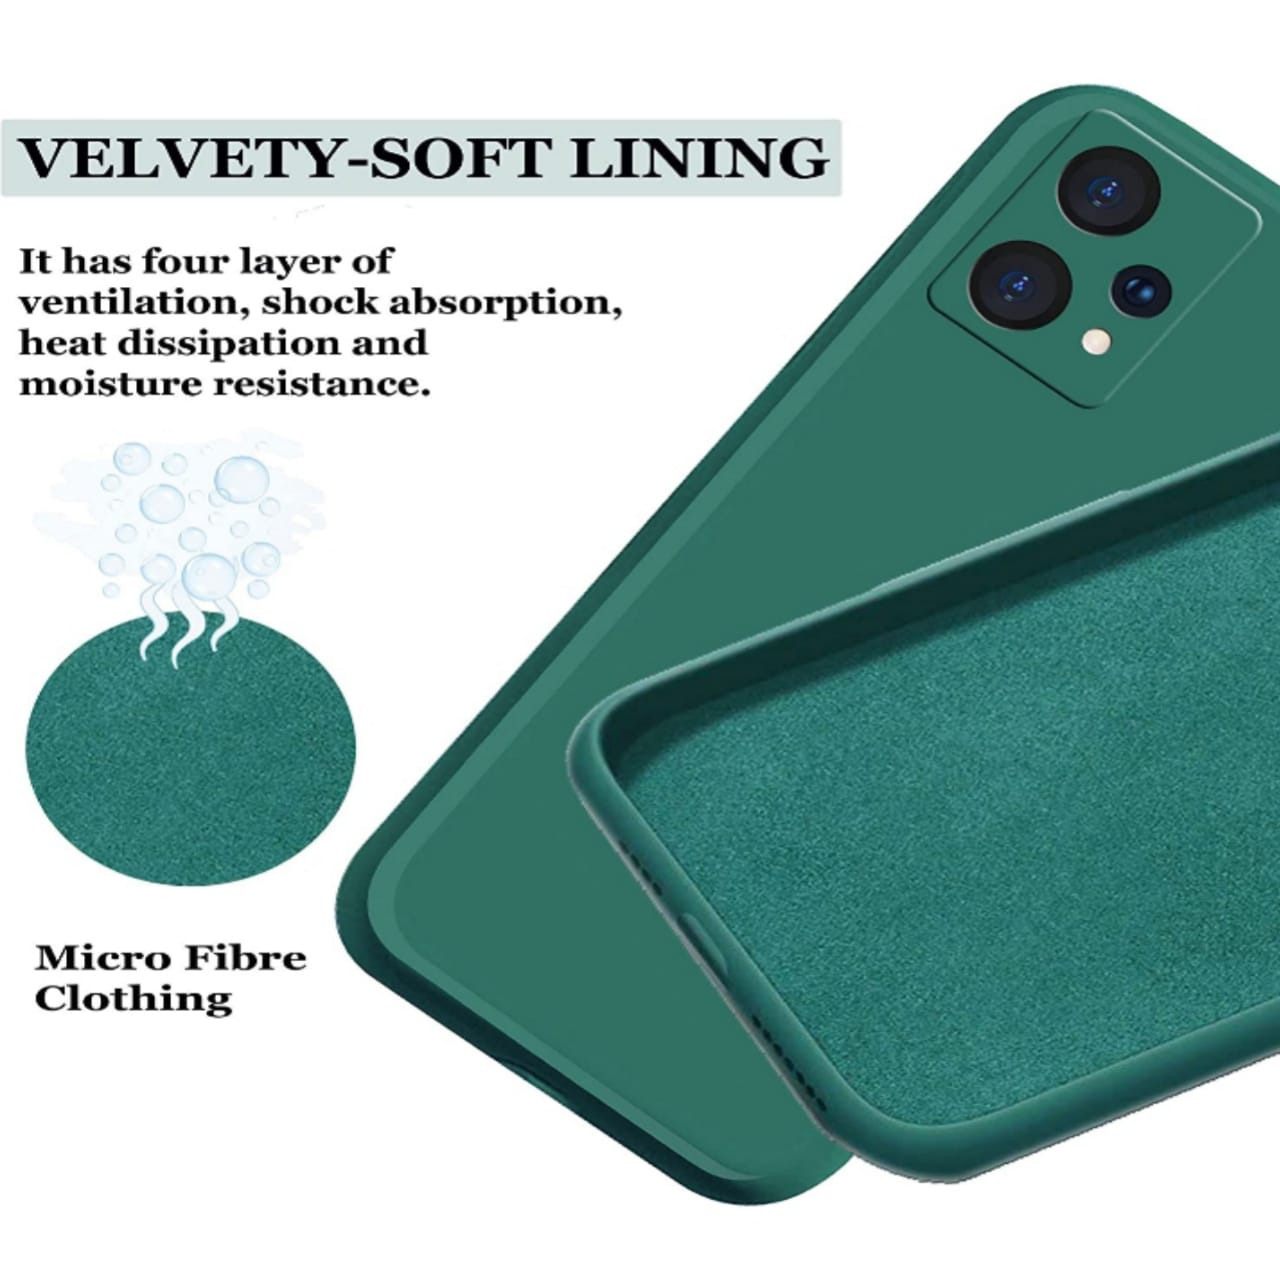 VELVETY-SOFT LINING
It has four layer of
ventilation, shock absorption,
heat dissipation and
moisture resistance.
Micro Fibre
Clothing